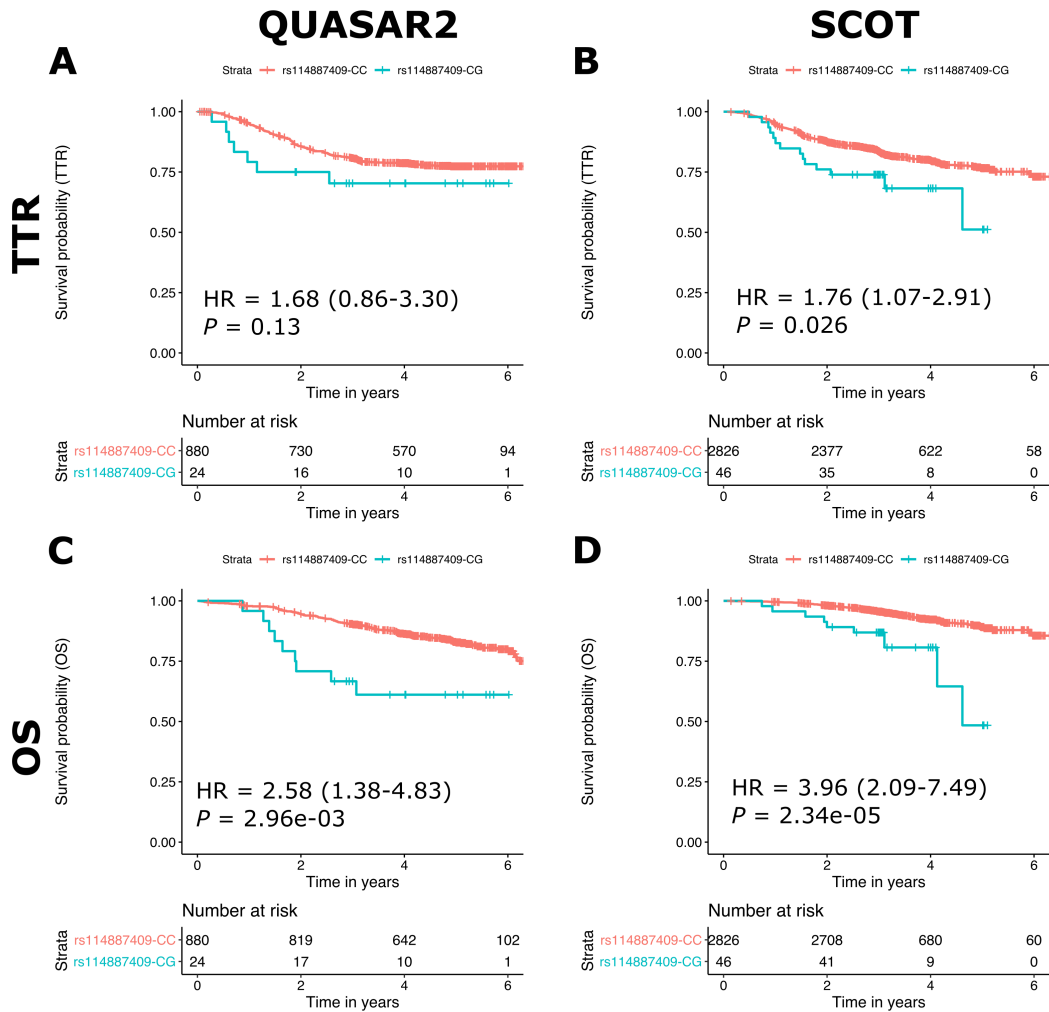 QUASAR2
SCOT
TTR
OS
A
Strata rs114887409-CC rs114887409-CG
Survival probability (TTR)
1.00
0.75
0.50
0.25
0.00
HR = 1.68 (0.86-3.30)
P = 0.13
0 2 4 6
Time in years
Number at risk
Strata
rs114887409-CC 880 730 570 94
rs114887409-CG 24 16 10 1
0 2 4 6
Time in years
B
Strata rs114887409-CC rs114887409-CG
Survival probability (TTR)
1.00
0.75
0.50
0.25
0.00
HR = 1.76 (1.07-2.91)
P = 0.026
0 2 4 6
Time in years
Number at risk
Strata
rs114887409-CC 2826 2377 622 58
rs114887409-CG 46 35 8 0
0 2 4 6
Time in years
C
Strata rs114887409-CC rs114887409-CG
Survival probability (OS)
1.00
0.75
0.50
0.25
0.00
HR = 2.58 (1.38-4.83)
P = 2.96e-03
0 2 4 6
Time in years
Number at risk
Strata
rs114887409-CC 880 819 642 102
rs114887409-CG 24 17 10 1
0 2 4 6
Time in years
D
Strata rs114887409-CC rs114887409-CG
Survival probability (OS)
1.00
0.75
0.50
0.25
0.00
HR = 3.96 (2.09-7.49)
P = 2.34e-05
0 2 4 6
Time in years
Number at risk
Strata
rs114887409-CC 2826 2708 680 60
rs114887409-CG 46 41 9 0
0 2 4 6
Time in years